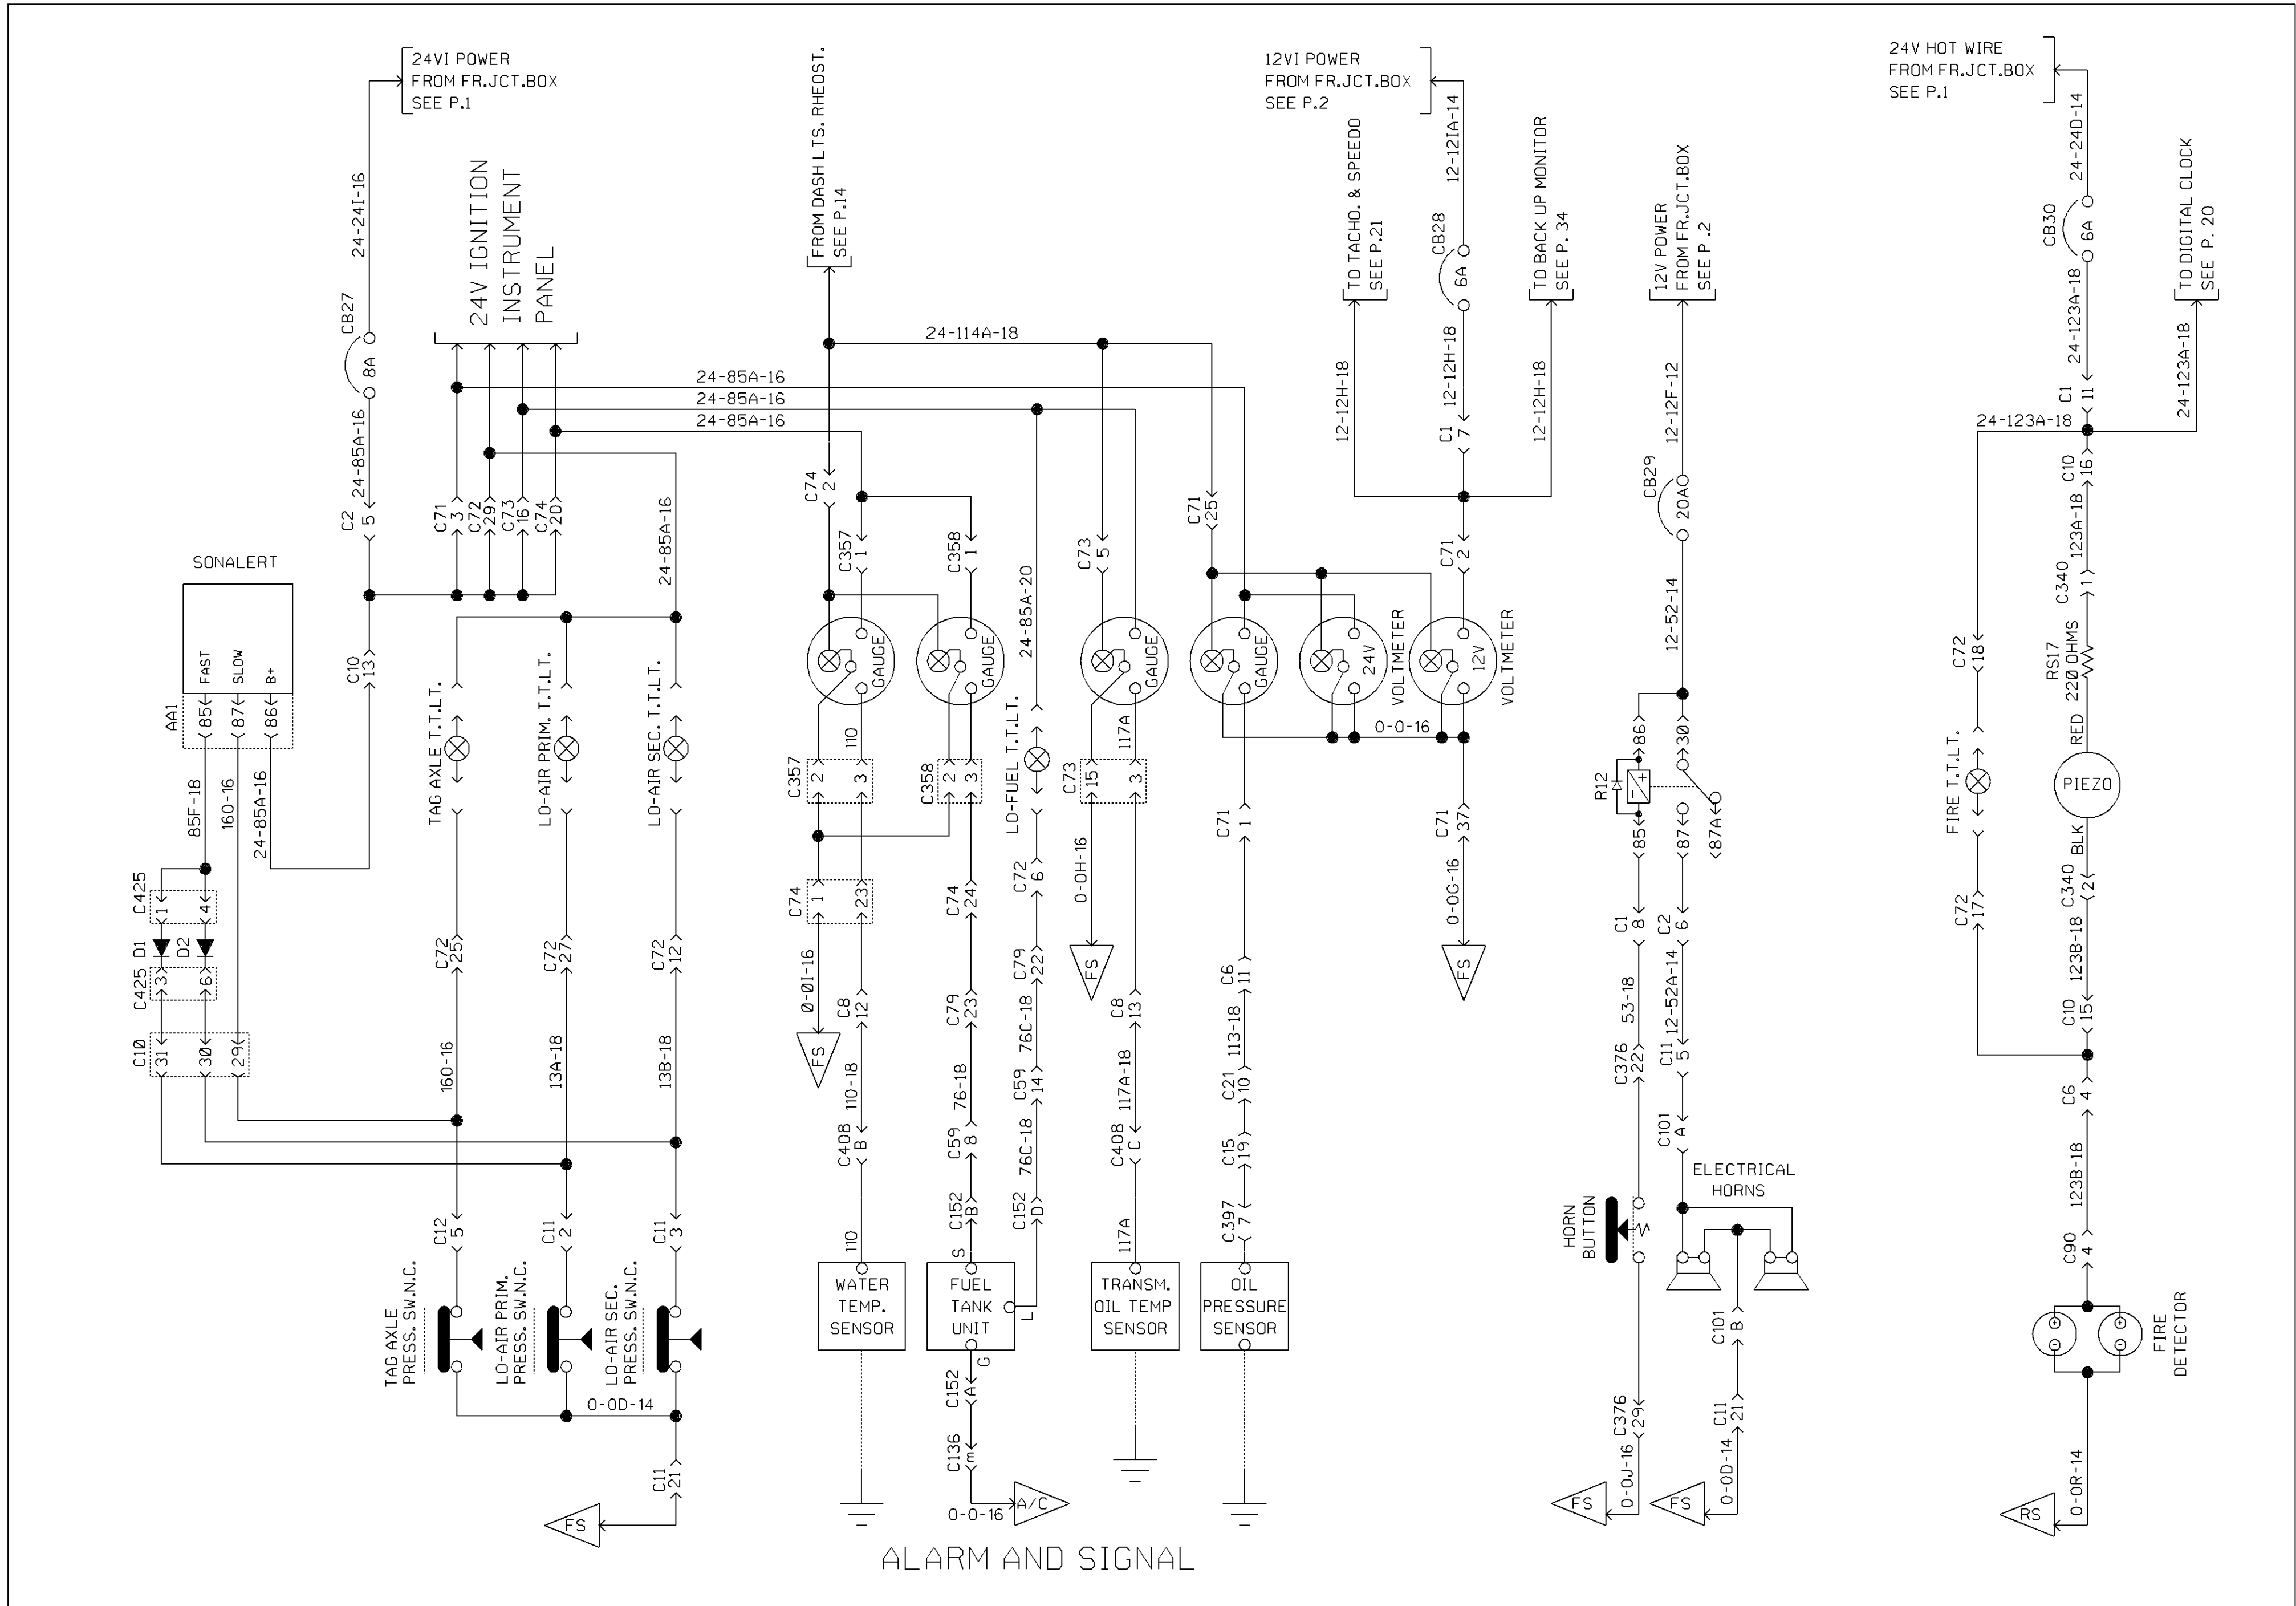 24VI POWER
FROM FR.JCT.BOX
SEE P.1
24-24I-16
CB27
8A
24-85A-16
C2
5
24V IGNITION
INSTRUMENT
PANEL
C71
3
C72
29
C73
16
C74
20
24-85A-16
24-85A-16
24-85A-16
24-85A-16
C10
13
SONALERT
FAST
SLOW
B+
AA1
85
87
86
85F-18
160-16
24-85A-16
C425
1
4
D1
D2
C425
3
6
C10
31
30
29
TAG AXLE T.T.LT.
LO-AIR PRIM. T.T.LT.
LO-AIR SEC. T.T.LT.
C72
25
C72
27
C72
12
160-16
13A-18
13B-18
C12
5
C11
2
C11
3
TAG AXLE
PRESS. SW.N.C.
LO-AIR PRIM.
PRESS. SW.N.C.
LO-AIR SEC.
PRESS. SW.N.C.
0-0D-14
C11
21
FS
FROM DASH LTS. RHEOST.
SEE P.14
24-114A-18
C74
2
C357
1
C358
1
24-85A-20
C73
5
C71
25
GAUGE
GAUGE
GAUGE
GAUGE
24V
VOLTMETER
12V
VOLTMETER
110
C357
2
3
C358
2
3
LO-FUEL T.T.LT.
117A
C73
15
3
0-0-16
C74
1
23
C74
24
C72
6
0-0H-16
FS
C71
1
C71
37
0-0G-16
FS
0-0I-16
FS
C8
12
C79
23
C79
22
C8
13
C6
11
110-18
76-18
76C-18
117A-18
113-18
C59
14
C21
10
C408
B
C59
8
76C-18
C408
C
C15
19
C152
B
C152
D
C397
7
110
S
117A
WATER
TEMP.
SENSOR
FUEL
TANK
UNIT
L
G
TRANSM.
OIL TEMP
SENSOR
OIL
PRESSURE
SENSOR
C152
A
C136
E
0-0-16
A/C
12VI POWER
FROM FR.JCT.BOX
SEE P.2
12-12IA-14
CB28
6A
12-12H-18
C1
7
TO TACHO. & SPEEDO
SEE P.21
12-12H-18
TO BACK UP MONITOR
SEE P. 34
12-12H-18
C71
2
12V POWER
FROM FR.JCT.BOX
SEE P .2
12-12F-12
CB29
20A
12-52-14
86
30
R12
+
-
85
87
87A
C1
8
C2
6
53-18
12-52A-14
C376
22
C11
5
C101
A
HORN
BUTTON
ELECTRICAL
HORNS
C101
B
C376
29
C11
21
0-0J-16
0-0D-14
FS
FS
24V HOT WIRE
FROM FR.JCT.BOX
SEE P.1
24-24D-14
CB30
6A
24-123A-18
C1
11
TO DIGITAL CLOCK
SEE P. 20
24-123A-18
24-123A-18
C10
16
123A-18
C340
1
RS17
220 OHMS
RED
PIEZO
BLK
C340
2
123B-18
C10
15
C72
18
FIRE T.T.LT.
C72
17
C6
4
123B-18
C90
4
FIRE
DETECTOR
0-0R-14
RS
ALARM AND SIGNAL